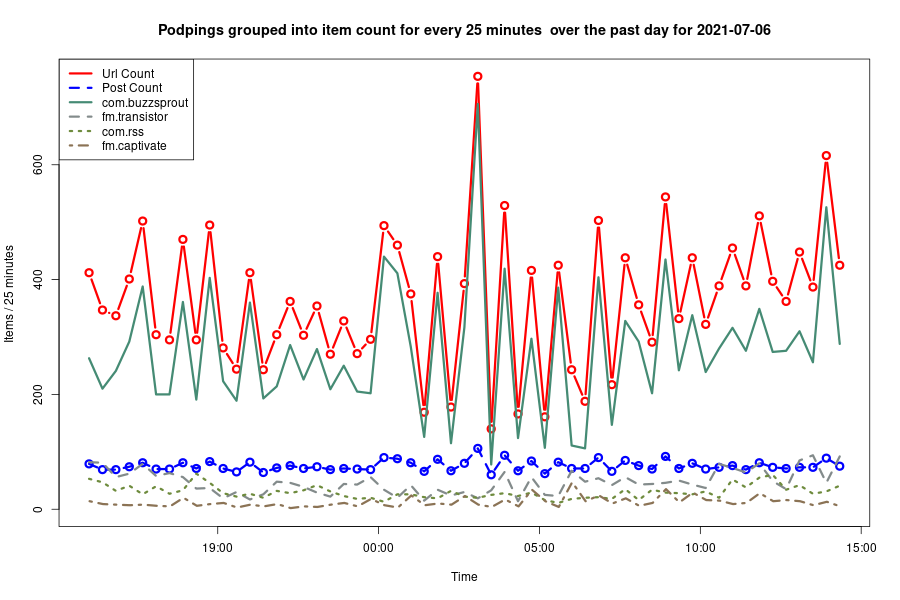 Podpings grouped into item count for every 25 minutes  over the past day for 2021-07-06
Url Count
Post Count
com.buzzsprout
fm.transistor
com.rss
fm.captivate
Items / 25 minutes
600
400
200
0
19:00
00:00
05:00
10:00
15:00
Time